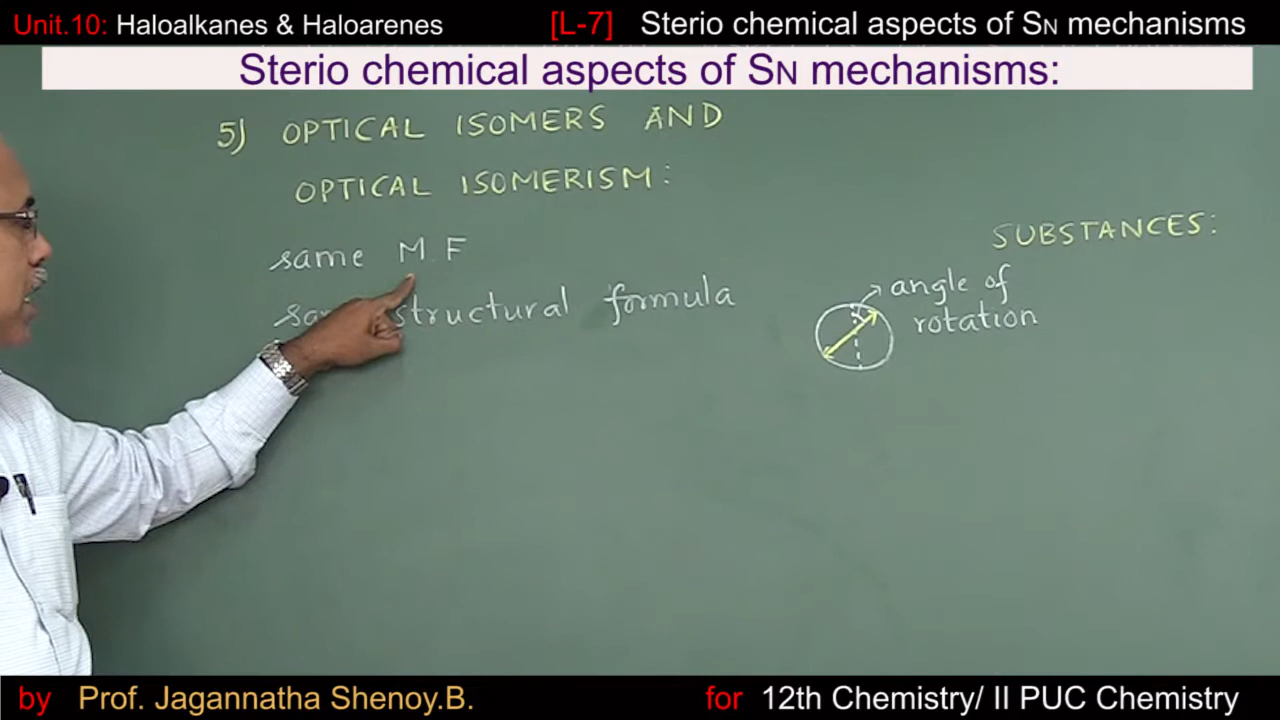 Unit.10: Haloalkanes & Haloarenes [L-7] Sterio chemical aspects of SN mechanisms
Sterio chemical aspects of SN mechanisms:
5) OPTICAL ISOMERS AND
OPTICAL ISOMERISM:
same M.F
structural formula
SUBSTANCES:
angle of
rotation
by Prof. Jagannatha Shenoy.B. for 12th Chemistry/ II PUC Chemistry